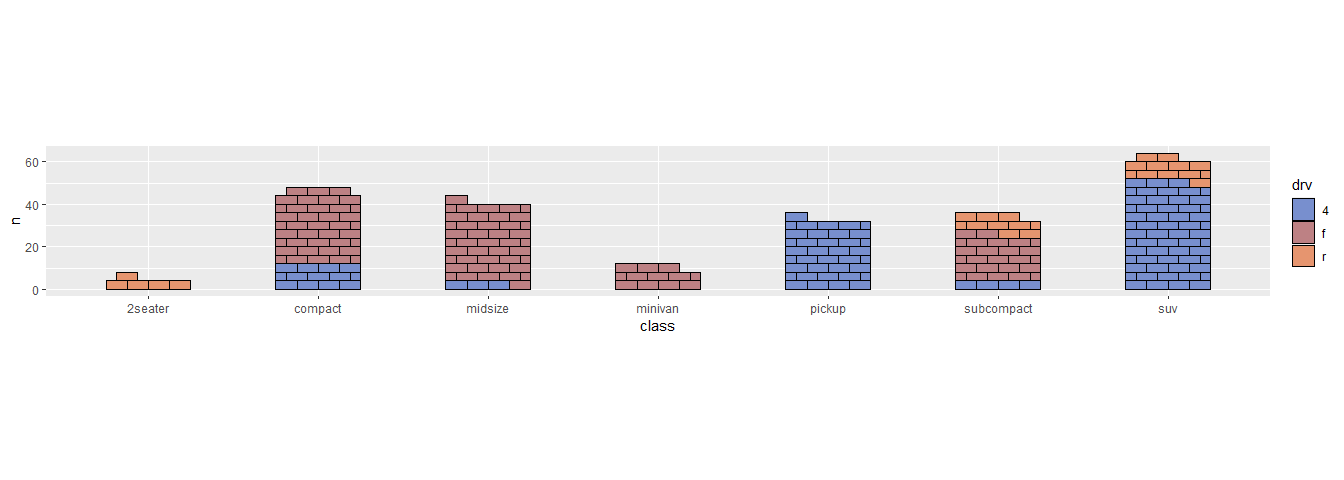 60
40
20
0
n
2seater compact midsize minivan pickup subcompact suv
class
drv
4
f
r